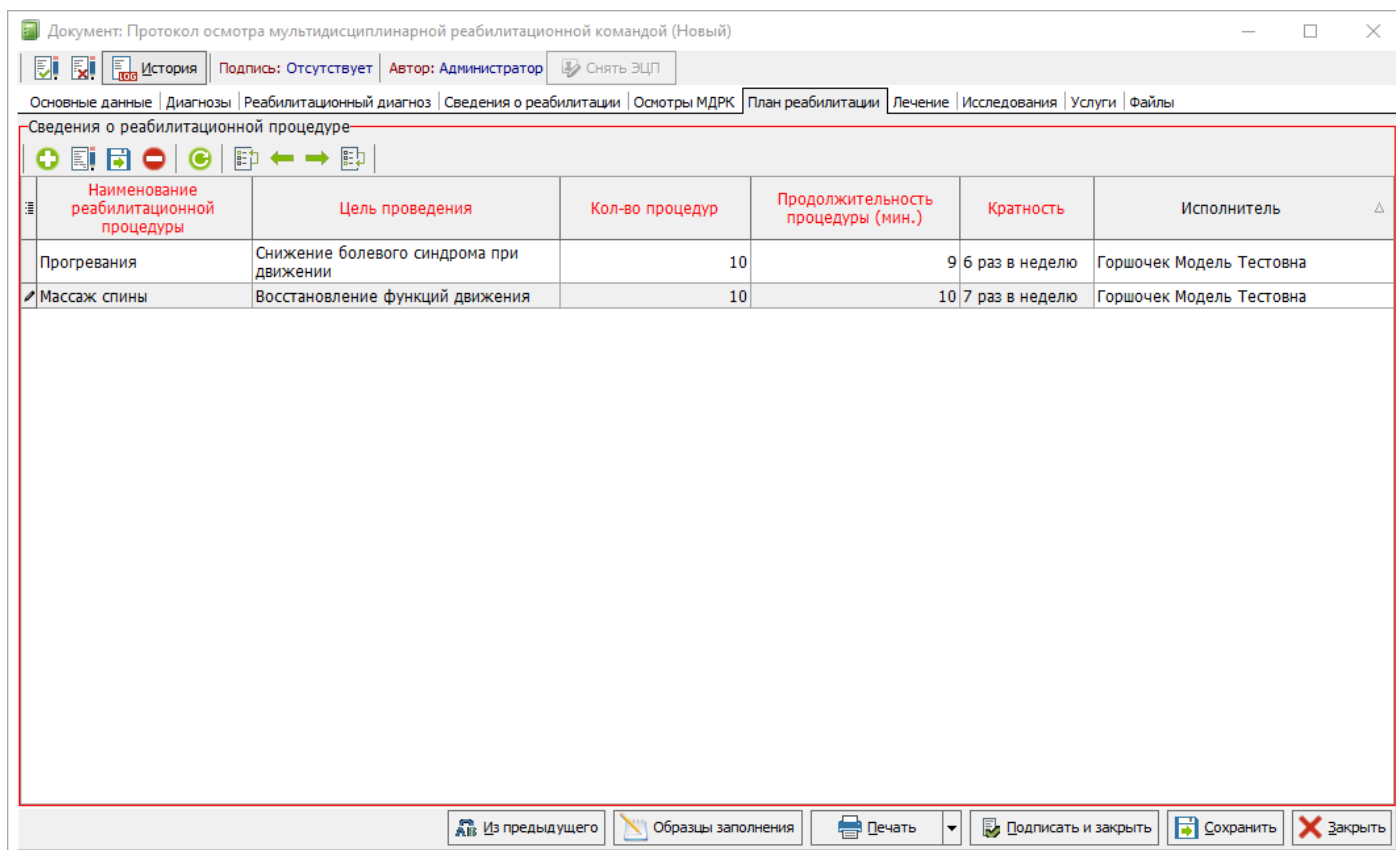 Документ: Протокол осмотра мультидисциплинарной реабилитационной командой (Новый)
LOG История Подпись: Отсутствует Автор: Администратор Снять ЭЦП
Основные данные Диагнозы Реабилитационный диагноз Сведения о реабилитации Осмотры МДРК План реабилитации Лечение Исследования Услуги Файлы
Сведения о реабилитационной процедуре
Наименование
реабилитационной
процедуры
Цель проведения
Кол-во процедур
Продолжительность
процедуры (мин.)
Кратность
Исполнитель
Прогревания
Снижение болевого синдрома при
движении
10
9
6 раз в неделю
Горшочек Модель Тестовна
Массаж спины
Восстановление функций движения
10
10
7 раз в неделю
Горшочек Модель Тестовна
Из предыдущего Образцы заполнения Печать Подписать и закрыть Сохранить Закрыть